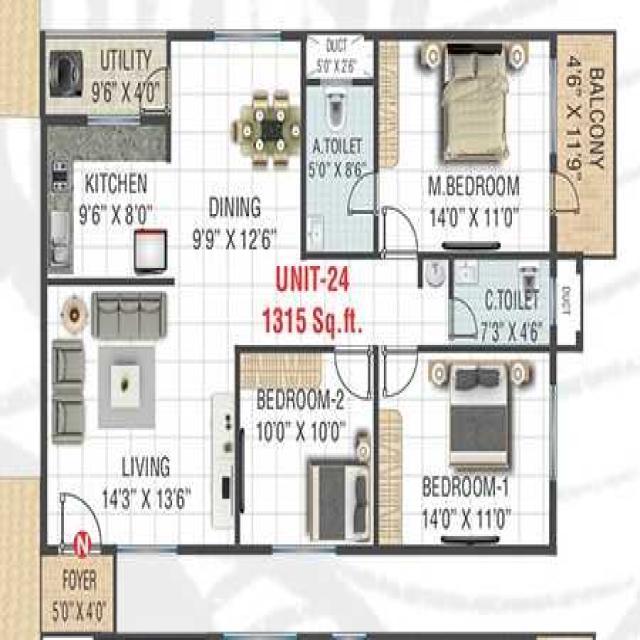 UTILITY
9'6" X 4'0"
DUCT
5'0" X 2'6"
A.TOILET
5'0" X 8'6"
M.BEDROOM
14'0" X 11'0"
BALCONY
4'6" X 11'9"
KITCHEN
9'6" X 8'0"
DINING
9'9" X 12'6"
UNIT-24
1315 Sq.ft.
C.TOILET
7'3" X 4'6"
DUCT
BEDROOM-2
10'0" X 10'0"
LIVING
14'3" X 13'6"
BEDROOM-1
14'0" X 11'0"
N
FOYER
5'0" X 4'0"